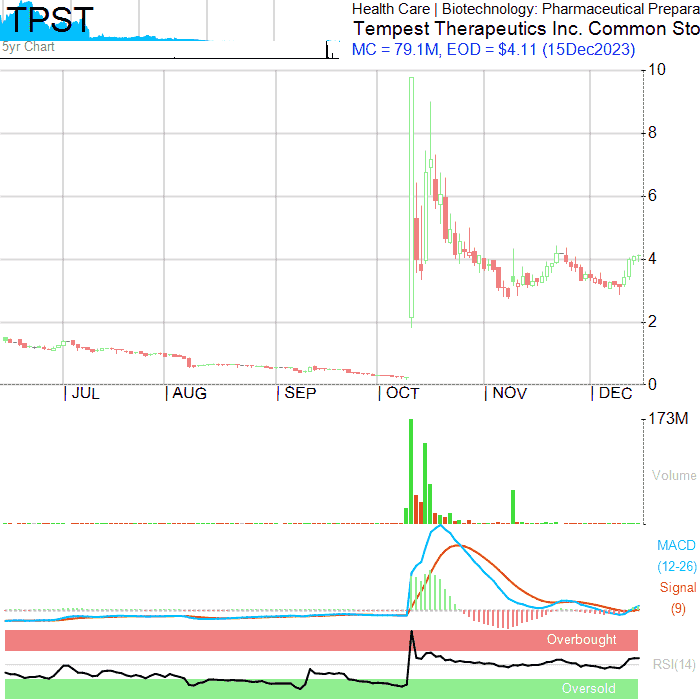 TPST
5yr Chart
Health Care | Biotechnology: Pharmaceutical Prepara
Tempest Therapeutics Inc. Common Sto
MC = 79.1M, EOD = $4.11 (15Dec2023)
10
8
6
4
2
0
JUL
AUG
SEP
OCT
NOV
DEC
173M
Volume
MACD
(12-26)
Signal
(9)
Overbought
RSI(14)
Oversold